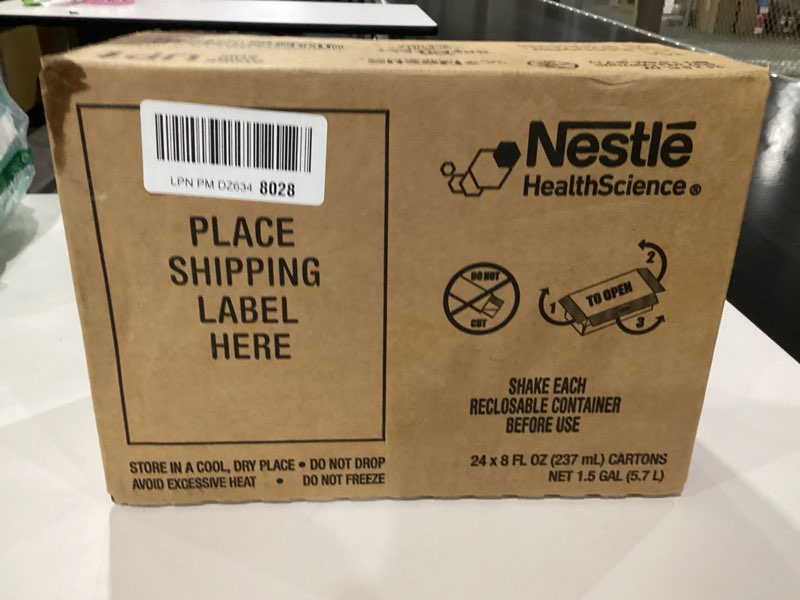 LPN PM DZ634 8028
PLACE
SHIPPING
LABEL
HERE
STORE IN A COOL, DRY PLACE • DO NOT DROP
AVOID EXCESSIVE HEAT • DO NOT FREEZE
Nestlé
HealthScience®
DO NOT
CUT
TO OPEN
1
2
3
SHAKE EACH
RECLOSABLE CONTAINER
BEFORE USE
24 x 8 FL OZ (237 mL) CARTONS
NET 1.5 GAL (5.7 L)